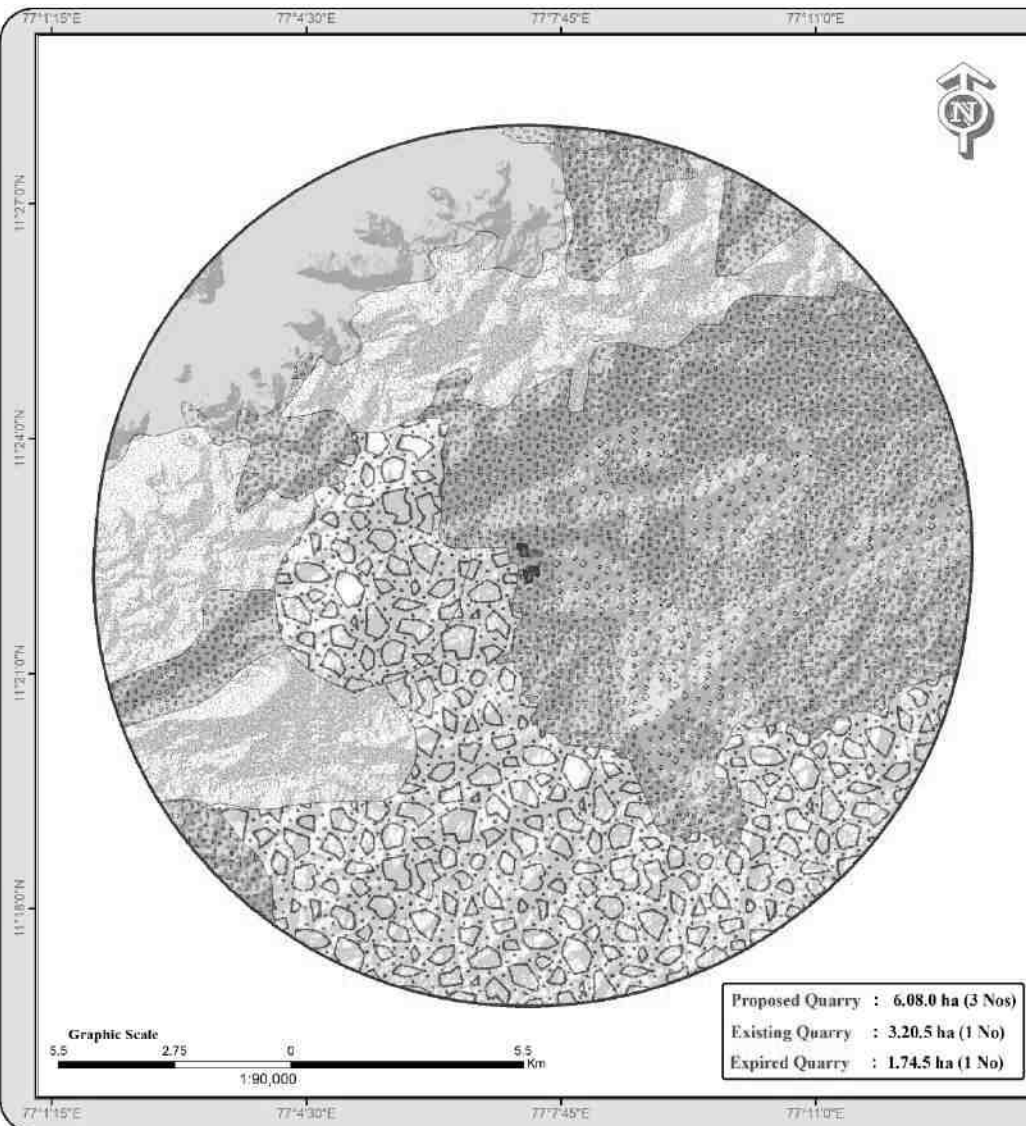 77°1'15"E 77°4'30"E 77°7'45"E 77°11'0"E
N
11°27'0"N
11°24'0"N
11°21'0"N
11°18'0"N
Proposed Quarry : 6.08.0 ha (3 Nos)
Existing Quarry : 3.20.5 ha (1 No)
Expired Quarry : 1.74.5 ha (1 No)
Graphic Scale
5.5 2.75 0 5.5
Km
1:90,000
77°1'15"E 77°4'30"E 77°7'45"E 77°11'0"E